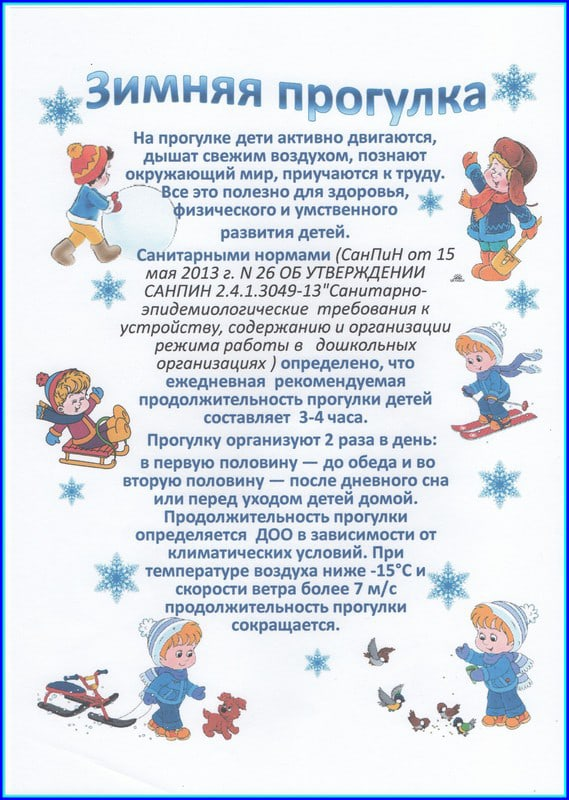 Зимняя прогулка
На прогулке дети активно двигаются,
дышат свежим воздухом, познают
окружающий мир, приучаются к труду.
Все это полезно для здоровья,
физического и умственного
развития детей.
Санитарными нормами (СанПиН от 15
мая 2013 г. N 26 ОБ УТВЕРЖДЕНИИ
САНПИН 2.4.1.3049-13"Санитарно-
эпидемиологические требования к
устройству, содержанию и организации
режима работы в дошкольных
организациях ) определено, что
ежедневная рекомендуемая
продолжительность прогулки детей
составляет 3-4 часа.
Прогулку организуют 2 раза в день:
в первую половину — до обеда и во
вторую половину — после дневного сна
или перед уходом детей домой.
Продолжительность прогулки
определяется ДОО в зависимости от
климатических условий. При
температуре воздуха ниже -15°С и
скорости ветра более 7 м/с
продолжительность прогулки
сокращается.